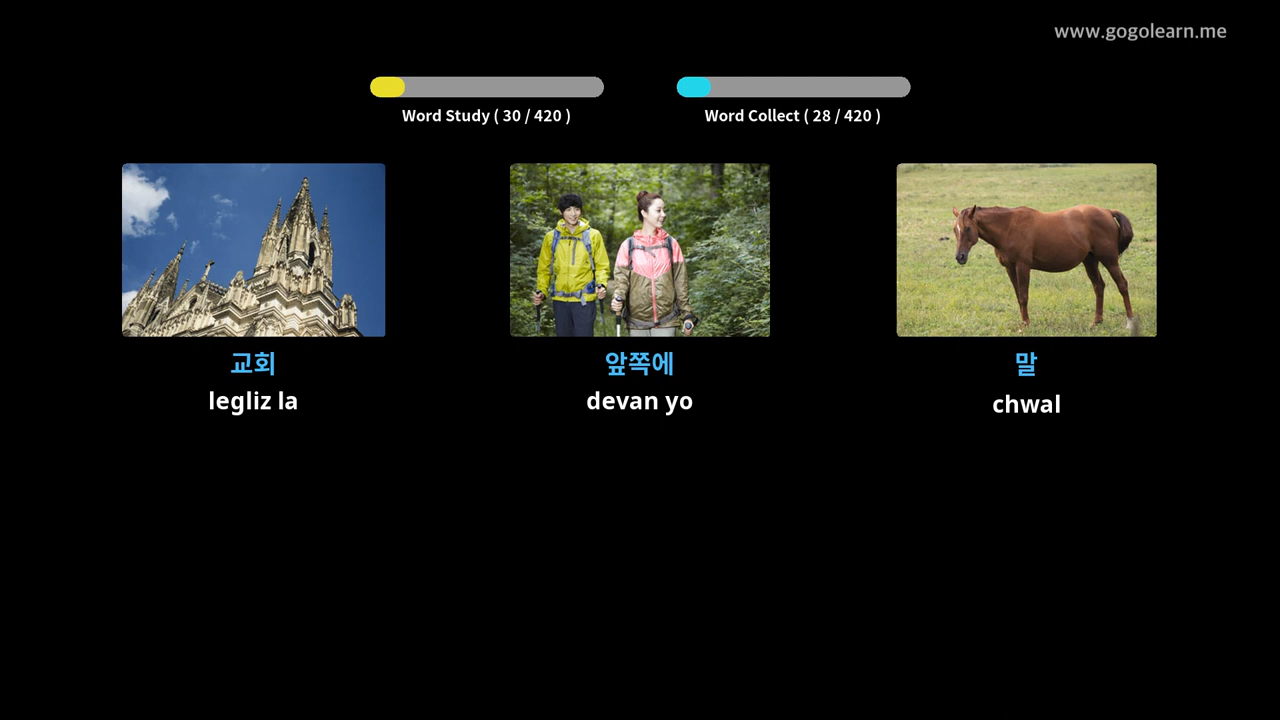 www.gogolearn.me
Word Study ( 30 / 420 )
Word Collect ( 28 / 420 )
교회
legliz la
앞쪽에
devan yo
말
chwal